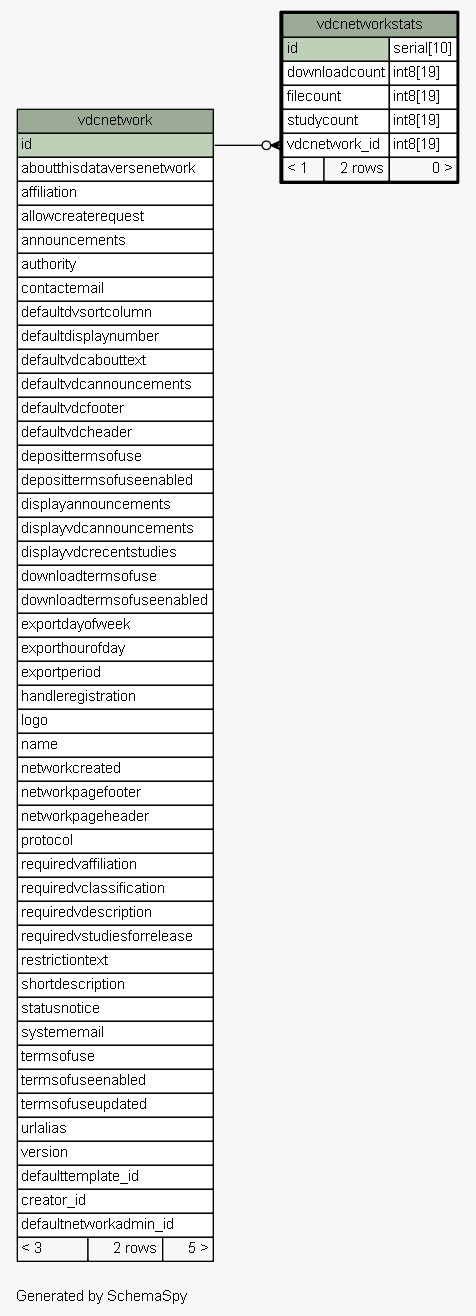 vdcnetworkstats
id serial[10]
downloadcount int8[19]
filecount int8[19]
studycount int8[19]
vdcnetwork_id int8[19]
< 1 2 rows 0 >
vdcnetwork
id
aboutthisdataversenetwork
affiliation
allowcreaterequest
announcements
authority
contactemail
defaultdvsortcolumn
defaultdisplaynumber
defaultvdcabouttext
defaultvdcannouncements
defaultvdcfooter
defaultvdcheader
deposittermsofuse
deposittermsofuseenabled
displayannouncements
displayvdcannouncements
displayvdcrecentstudies
downloadtermsofuse
downloadtermsofuseenabled
exportdayofweek
exporthourofday
exportperiod
handleregistration
logo
name
networkcreated
networkpagefooter
networkpageheader
protocol
requiredvaffiliation
requiredvclassification
requiredvdescription
requiredvstudiesforrelease
restrictiontext
shortdescription
statusnotice
systememail
termsofuse
termsofuseenabled
termsofuseupdated
urlalias
version
defaulttemplate_id
creator_id
defaultnetworkadmin_id
< 3 2 rows 5 >
Generated by SchemaSpy